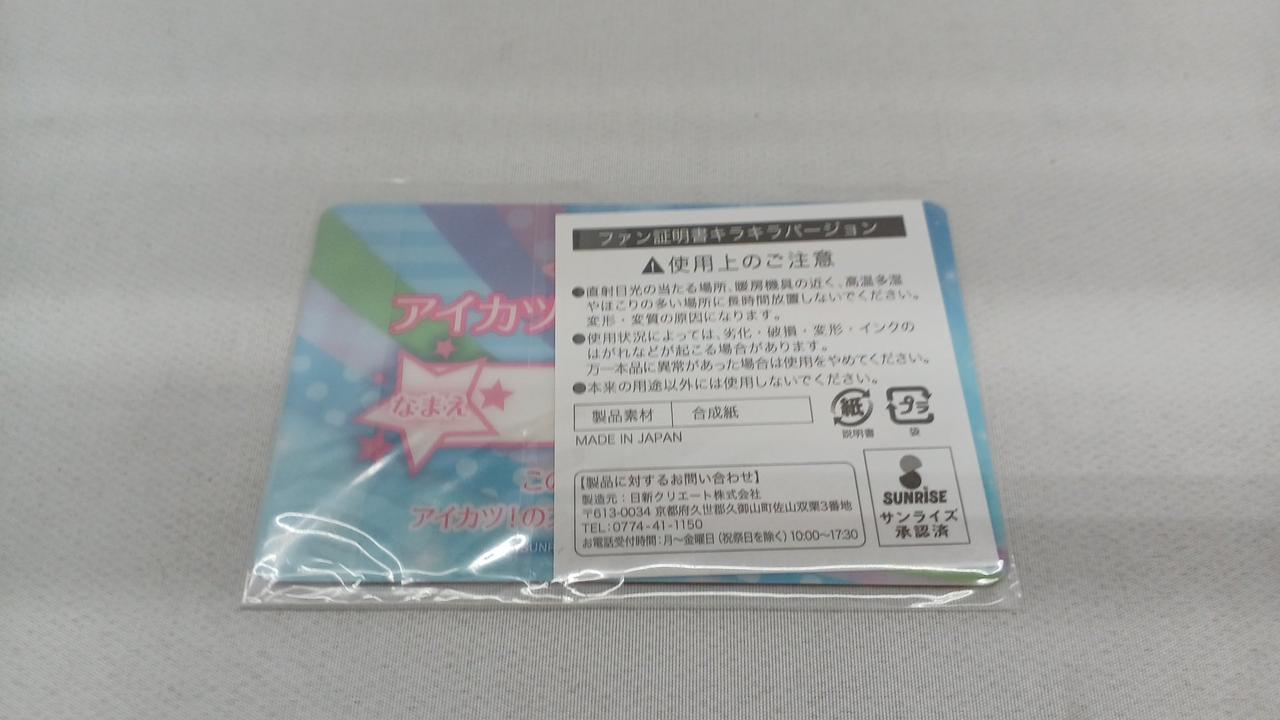 ファン証明書キラキラバージョン
⚠使用上のご注意
●直射日光の当たる場所、暖房機具の近く、高温多湿
やほこりの多い場所に長時間放置しないでください。
変形・変質の原因になります。
●使用状況によっては、劣化・破損・変形・インクの
はがれなどが起こる場合があります。
万一本品に異常があった場合は使用をやめてください。
●本来の用途以外には使用しないでください。
製品素材 合成紙
MADE IN JAPAN
紙
説明書
プラ
袋
【製品に対するお問い合わせ】
製造元：日新クリエート株式会社
〒613-0034 京都府久世郡久御山町佐山双栗3番地
TEL：0774-41-1150
お電話受付時間：月〜金曜日（祝祭日を除く）10:00〜17:30
SUNRISE
サンライズ
承認済
アイカツ
なまえ
この
アイカツ！の